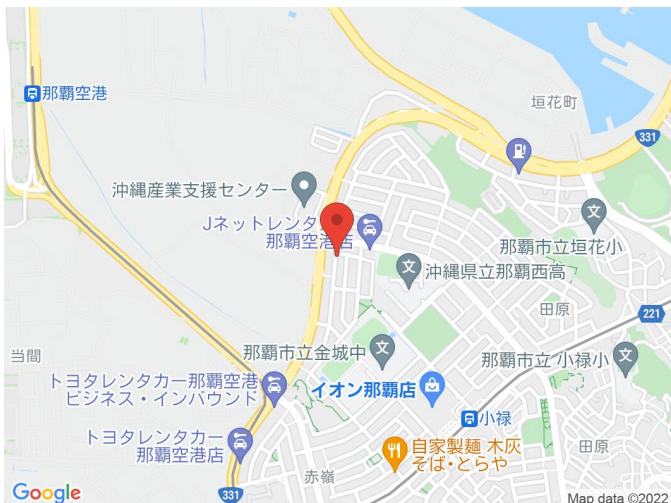 那覇空港
垣花町
331
沖縄産業支援センター
Jネットレンタ
那覇空港店
那覇市立垣花小
沖縄県立那覇西高
田原
221
当間
那覇市立金城中
那覇市立 小禄小
トヨタレンタカー那覇空港
ビジネス・インバウンド
イオン那覇店
小禄
トヨタレンタカー
那覇空港店
自家製麺 木灰
そば・とらや
田原
赤嶺
331
Google
Map data ©2022